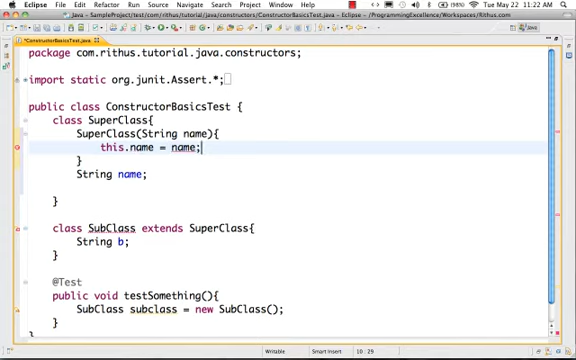 Eclipse File Edit Refactor Run Source Navigate Search Project Window Help (98%) Tue May 22 11:22 AM
Java - SampleProject/test/com/rithus/tutorial/java/constructors/ConstructorBasicsTest.java - Eclipse - /ProgrammingExcellence/Workspaces/Rithus.com
Java
*ConstructorBasicsTest.java
package com.rithus.tutorial.java.constructors;
import static org.junit.Assert.*;
public class ConstructorBasicsTest {
class SuperClass{
SuperClass(String name){
this.name = name;
}
String name;
}
class SubClass extends SuperClass{
String b;
}
@Test
public void testSomething(){
SubClass subclass = new SubClass();
}
}
Writable Smart Insert 10 : 29